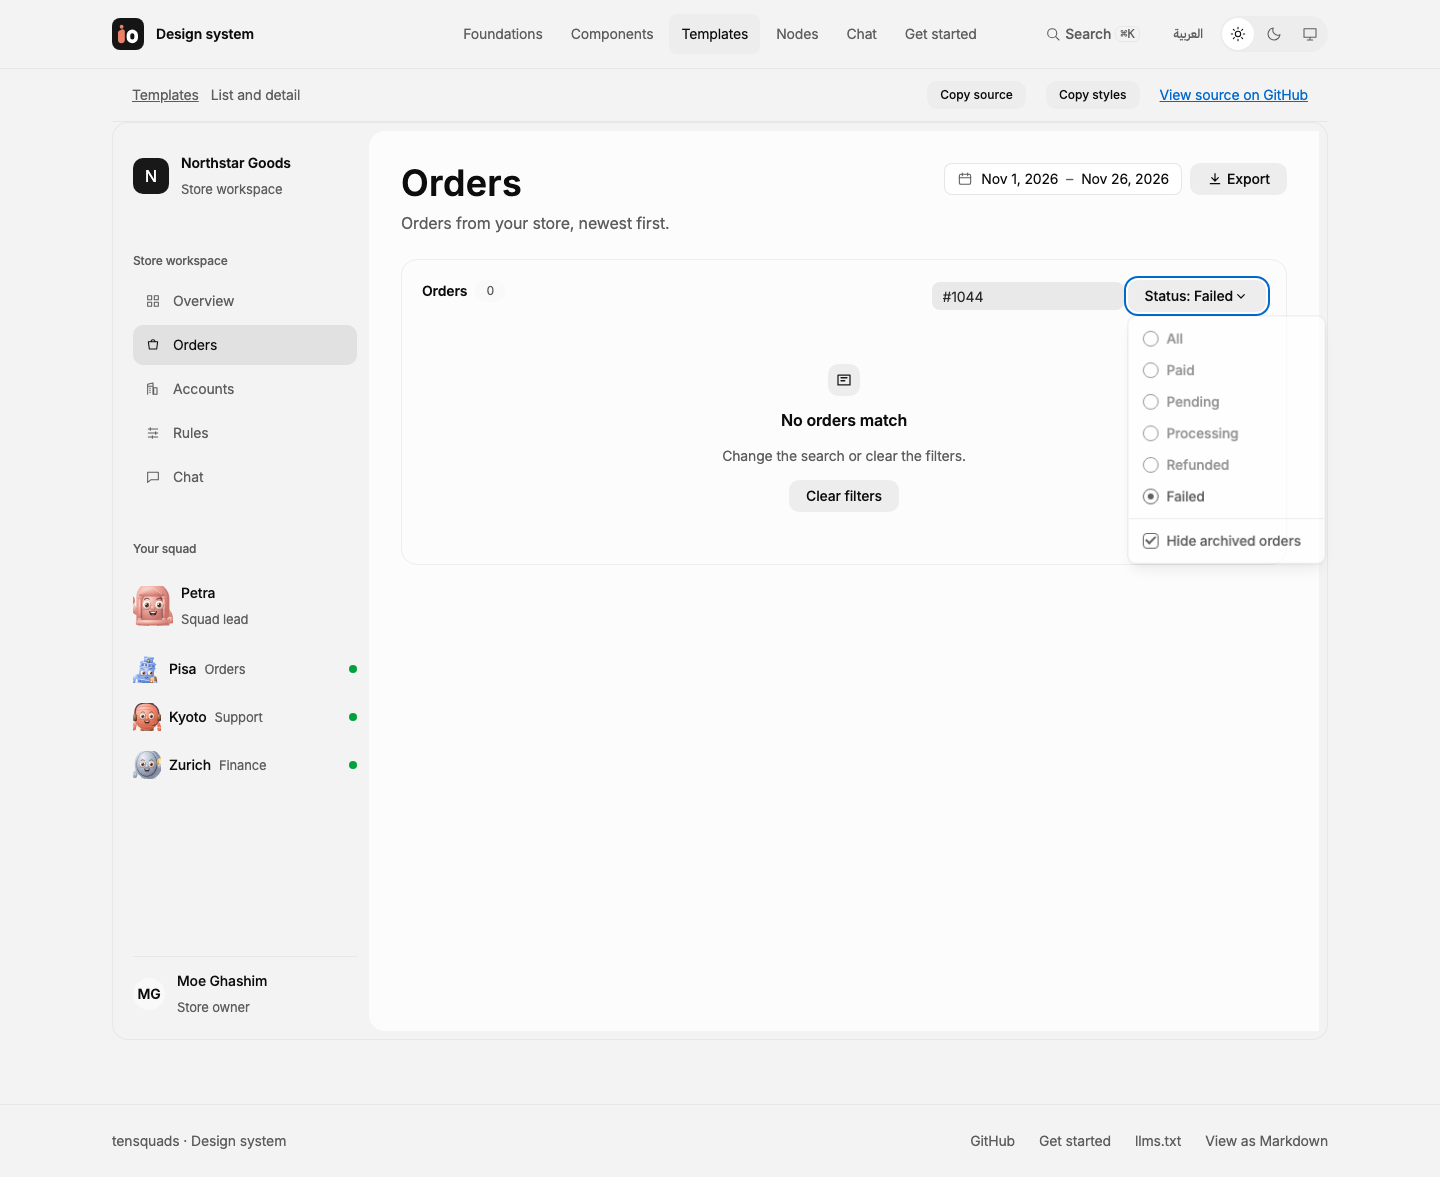 io Design system
Foundations Components Templates Nodes Chat Get started
Search ⌘K
العربية
Templates List and detail
Copy source Copy styles View source on GitHub
N
Northstar Goods
Store workspace
Store workspace
Overview
Orders
Accounts
Rules
Chat
Your squad
Petra
Squad lead
Pisa Orders
Kyoto Support
Zurich Finance
MG
Moe Ghashim
Store owner
Orders
Orders from your store, newest first.
Nov 1, 2026 – Nov 26, 2026
Export
Orders 0
#1044
Status: Failed
All
Paid
Pending
Processing
Refunded
Failed
Hide archived orders
No orders match
Change the search or clear the filters.
Clear filters
tensquads · Design system
GitHub Get started llms.txt View as Markdown